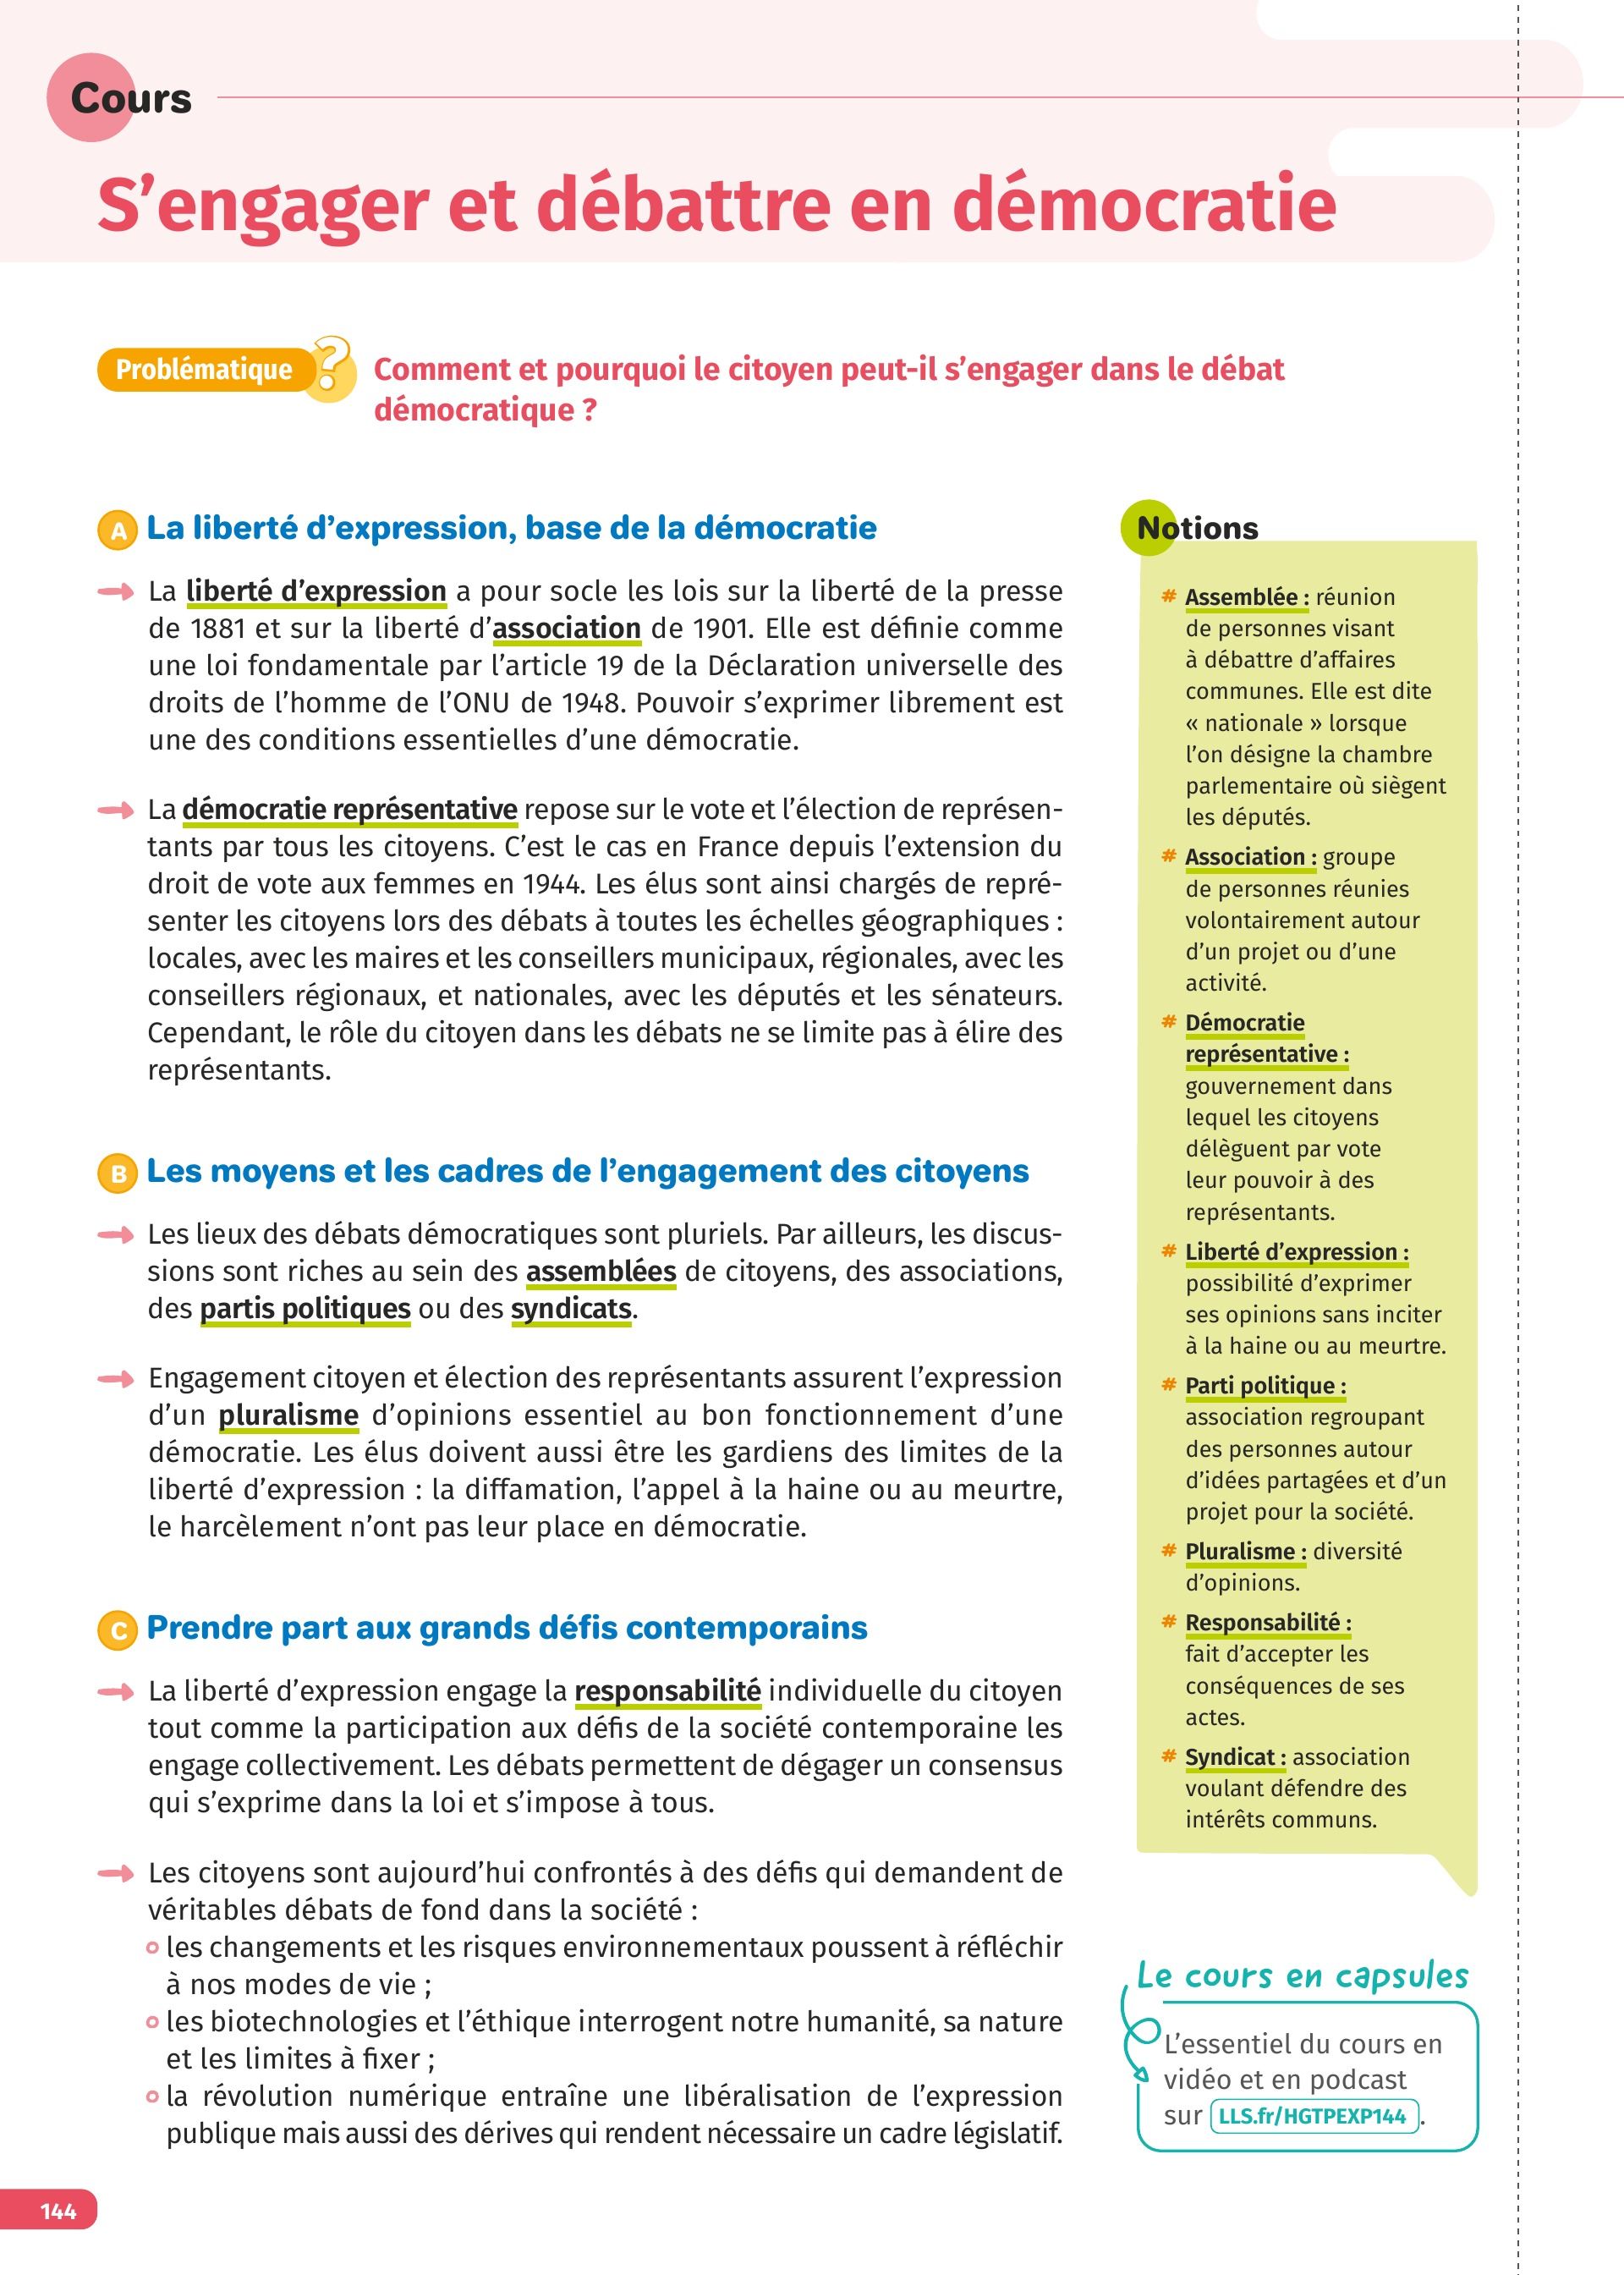 Cours
S’engager et débattre en démocratie
Problématique ?
Comment et pourquoi le citoyen peut-il s’engager dans le débat
démocratique ?
A La liberté d’expression, base de la démocratie
La liberté d’expression a pour socle les lois sur la liberté de la presse
de 1881 et sur la liberté d’association de 1901. Elle est définie comme
une loi fondamentale par l’article 19 de la Déclaration universelle des
droits de l’homme de l’ONU de 1948. Pouvoir s’exprimer librement est
une des conditions essentielles d’une démocratie.
La démocratie représentative repose sur le vote et l’élection de représen-
tants par tous les citoyens. C’est le cas en France depuis l’extension du
droit de vote aux femmes en 1944. Les élus sont ainsi chargés de repré-
senter les citoyens lors des débats à toutes les échelles géographiques :
locales, avec les maires et les conseillers municipaux, régionales, avec les
conseillers régionaux, et nationales, avec les députés et les sénateurs.
Cependant, le rôle du citoyen dans les débats ne se limite pas à élire des
représentants.
B Les moyens et les cadres de l’engagement des citoyens
Les lieux des débats démocratiques sont pluriels. Par ailleurs, les discus-
sions sont riches au sein des assemblées de citoyens, des associations,
des partis politiques ou des syndicats.
Engagement citoyen et élection des représentants assurent l’expression
d’un pluralisme d’opinions essentiel au bon fonctionnement d’une
démocratie. Les élus doivent aussi être les gardiens des limites de la
liberté d’expression : la diffamation, l’appel à la haine ou au meurtre,
le harcèlement n’ont pas leur place en démocratie.
C Prendre part aux grands défis contemporains
La liberté d’expression engage la responsabilité individuelle du citoyen
tout comme la participation aux défis de la société contemporaine les
engage collectivement. Les débats permettent de dégager un consensus
qui s’exprime dans la loi et s’impose à tous.
Les citoyens sont aujourd’hui confrontés à des défis qui demandent de
véritables débats de fond dans la société :
les changements et les risques environnementaux poussent à réfléchir
à nos modes de vie ;
les biotechnologies et l’éthique interrogent notre humanité, sa nature
et les limites à fixer ;
la révolution numérique entraîne une libéralisation de l’expression
publique mais aussi des dérives qui rendent nécessaire un cadre législatif.
Notions
# Assemblée : réunion
de personnes visant
à débattre d’affaires
communes. Elle est dite
« nationale » lorsque
l’on désigne la chambre
parlementaire où siègent
les députés.
# Association : groupe
de personnes réunies
volontairement autour
d’un projet ou d’une
activité.
# Démocratie
représentative :
gouvernement dans
lequel les citoyens
délèguent par vote
leur pouvoir à des
représentants.
# Liberté d’expression :
possibilité d’exprimer
ses opinions sans inciter
à la haine ou au meurtre.
# Parti politique :
association regroupant
des personnes autour
d’idées partagées et d’un
projet pour la société.
# Pluralisme : diversité
d’opinions.
# Responsabilité :
fait d’accepter les
conséquences de ses
actes.
# Syndicat : association
voulant défendre des
intérêts communs.
Le cours en capsules
L’essentiel du cours en
vidéo et en podcast
sur LLS.fr/HGTPEXP144 .
144